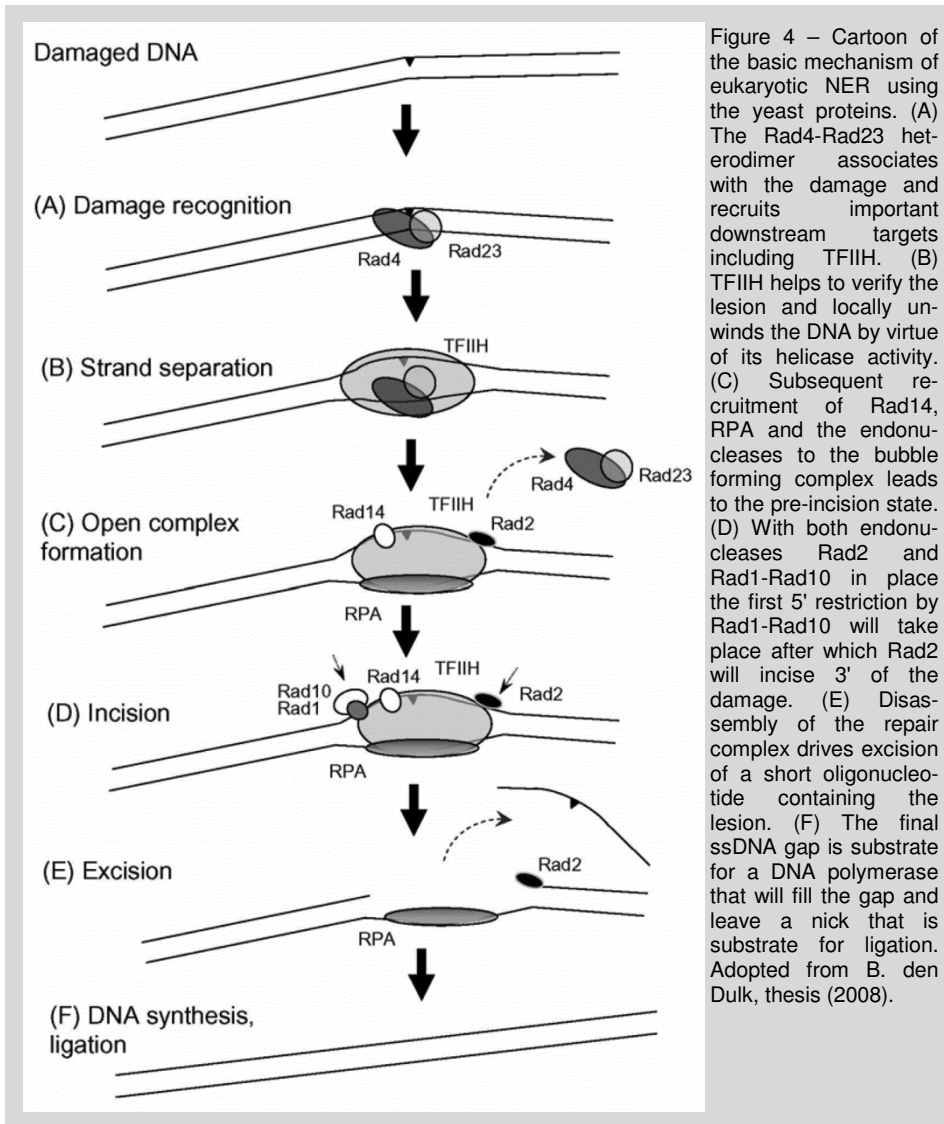 Damaged DNA
(A) Damage recognition
Rad4
Rad23
TFIIH
(B) Strand separation
Rad4
Rad23
(C) Open complex
formation
Rad14
TFIIH
Rad2
RPA
(D) Incision
Rad10
Rad1
Rad14
TFIIH
Rad2
RPA
(E) Excision
Rad2
RPA
(F) DNA synthesis,
ligation
Figure 4 – Cartoon of
the basic mechanism of
eukaryotic NER using
the yeast proteins. (A)
The Rad4-Rad23 het-
erodimer associates
with the damage and
recruits important
downstream targets
including TFIIH. (B)
TFIIH helps to verify the
lesion and locally un-
winds the DNA by virtue
of its helicase activity.
(C) Subsequent re-
cruitment of Rad14,
RPA and the endonu-
cleases to the bubble
forming complex leads
to the pre-incision state.
(D) With both endonu-
cleases Rad2 and
Rad1-Rad10 in place
the first 5' restriction by
Rad1-Rad10 will take
place after which Rad2
will incise 3' of the
damage. (E) Disas-
sembly of the repair
complex drives excision
of a short oligonucleo-
tide containing the
lesion. (F) The final
ssDNA gap is substrate
for a DNA polymerase
that will fill the gap and
leave a nick that is
substrate for ligation.
Adopted from B. den
Dulk, thesis (2008).